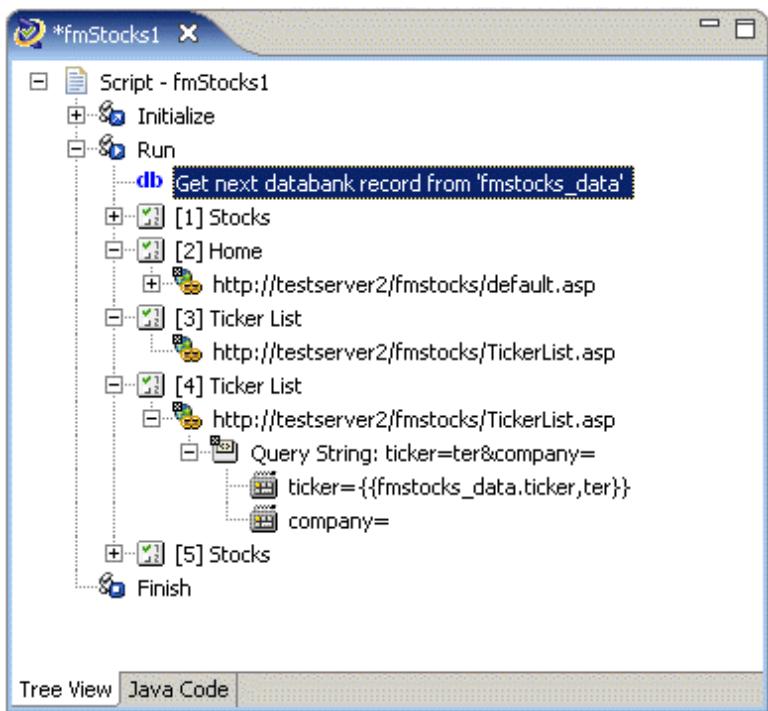 *fmStocks1
Script - fmStocks1
Initialize
Run
db Get next databank record from 'fmstocks_data'
[1] Stocks
[2] Home
http://testserver2/fmstocks/default.asp
[3] Ticker List
http://testserver2/fmstocks/TickerList.asp
[4] Ticker List
http://testserver2/fmstocks/TickerList.asp
Query String: ticker=ter&company=
ticker={{fmstocks_data.ticker,ter}}
company=
[5] Stocks
Finish
Tree View Java Code